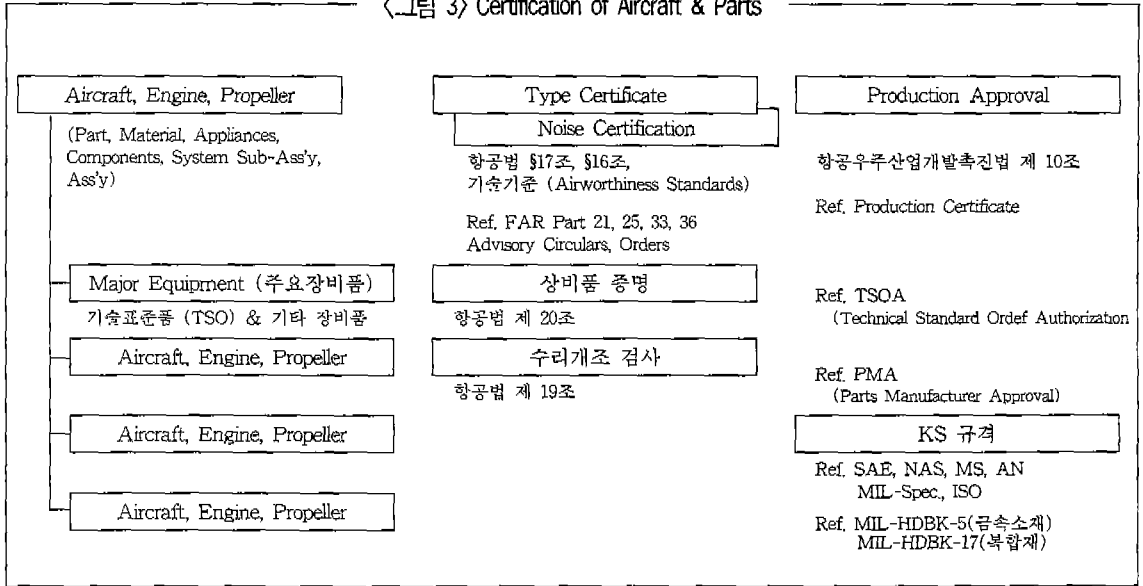 〈그림 3〉 Certification of Aircraft & Parts
Aircraft, Engine, Propeller
(Part, Material, Appliances,
Components, System Sub-Ass'y,
Ass'y)
Major Equipment (주요장비품)
기술표준품 (TSO) & 기타 장비품
Aircraft, Engine, Propeller
Aircraft, Engine, Propeller
Aircraft, Engine, Propeller
Type Certificate
Noise Certification
항공법 §17조, §16조,
기술기준 (Airworthiness Standards)
Ref. FAR Part 21, 25, 33, 36
Advisory Circulars, Orders
상비품 증명
항공법 제 20조
수리개조 검사
항공법 제 19조
Production Approval
항공우주산업개발촉진법 제 10조
Ref. Production Certificate
Ref. TSOA
(Technical Standard Ordef Authorization
Ref. PMA
(Parts Manufacturer Approval)
KS 규격
Ref. SAE, NAS, MS, AN
MIL-Spec., ISO
Ref. MIL-HDBK-5(금속소재)
MIL-HDBK-17(복합재)